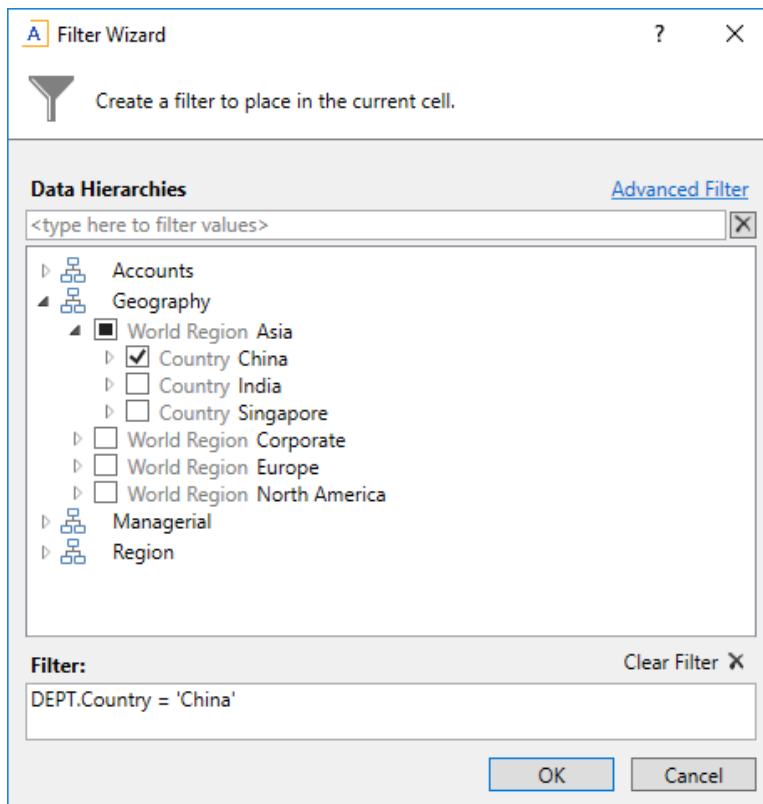 A Filter Wizard ?
Create a filter to place in the current cell.
Data Hierarchies Advanced Filter
<type here to filter values>
Accounts
Geography
World Region Asia
Country China
Country India
Country Singapore
World Region Corporate
World Region Europe
World Region North America
Managerial
Region
Filter: Clear Filter
DEPT.Country = 'China'
OK Cancel